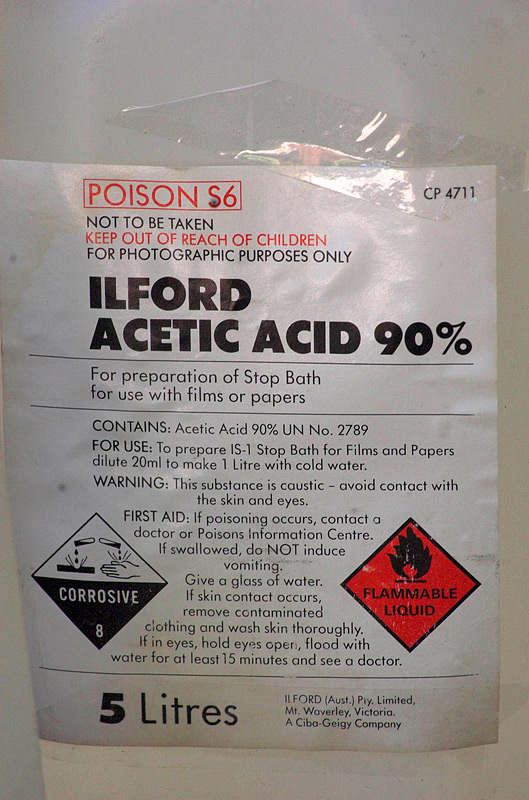 POISON S6
CP 4711
NOT TO BE TAKEN
KEEP OUT OF REACH OF CHILDREN
FOR PHOTOGRAPHIC PURPOSES ONLY
ILFORD
ACETIC ACID 90%
For preparation of Stop Bath
for use with films or papers
CONTAINS: Acetic Acid 90% UN No. 2789
FOR USE: To prepare IS-1 Stop Bath for Films and Papers
dilute 20ml to make 1 Litre with cold water.
WARNING: This substance is caustic – avoid contact with
the skin and eyes.
FIRST AID: If poisoning occurs, contact a
doctor or Poisons Information Centre.
If swallowed, do NOT induce
vomiting.
Give a glass of water.
If skin contact occurs,
remove contaminated
clothing and wash skin thoroughly.
If in eyes, hold eyes open, flood with
water for at least 15 minutes and see a doctor.
CORROSIVE
8
FLAMMABLE
LIQUID
5 Litres
ILFORD (Aust.) Pty. Limited,
Mt. Waverley, Victoria.
A Ciba-Geigy Company